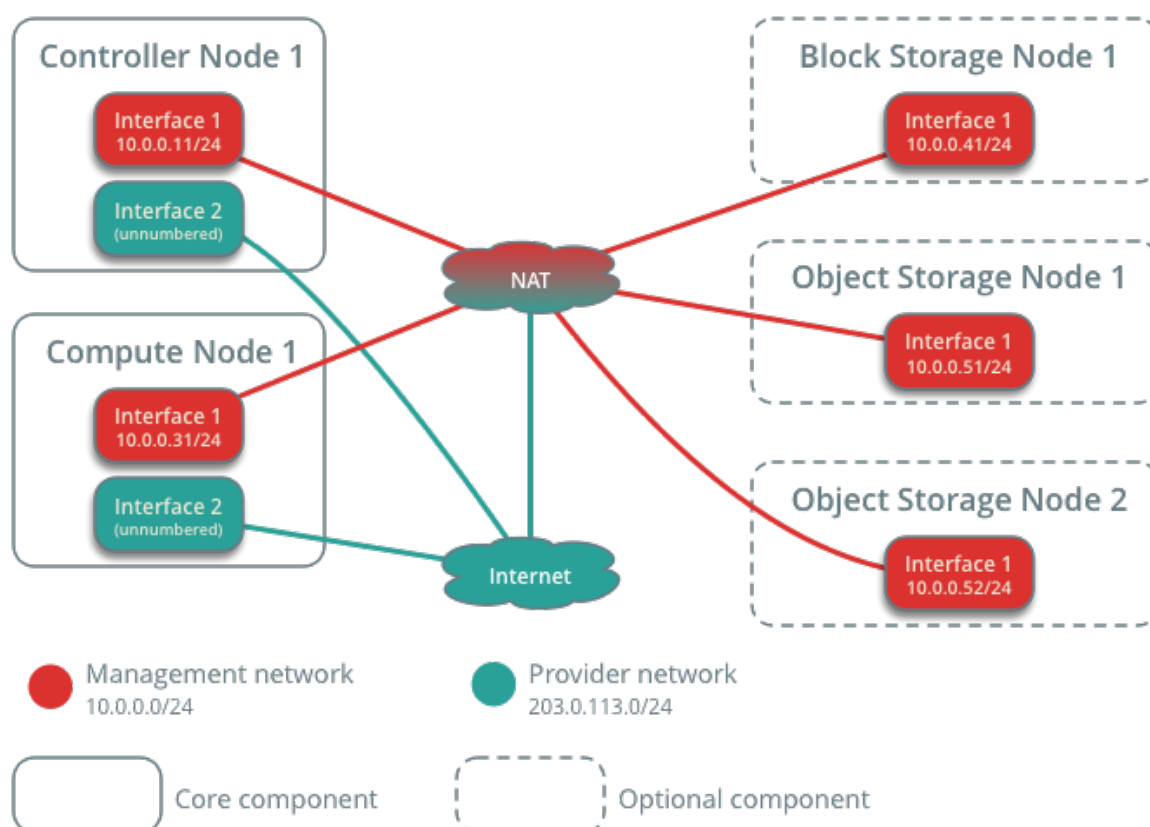 Controller Node 1
Interface 1
10.0.0.11/24
Interface 2
(unnumbered)
Compute Node 1
Interface 1
10.0.0.31/24
Interface 2
(unnumbered)
NAT
Internet
Block Storage Node 1
Interface 1
10.0.0.41/24
Object Storage Node 1
Interface 1
10.0.0.51/24
Object Storage Node 2
Interface 1
10.0.0.52/24
Management network
10.0.0.0/24
Provider network
203.0.113.0/24
Core component
Optional component